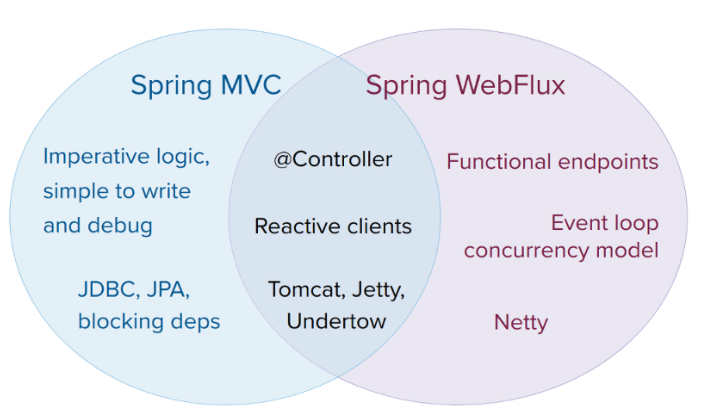 Spring MVC
Imperative logic,
simple to write
and debug
JDBC, JPA,
blocking deps
@Controller
Reactive clients
Tomcat, Jetty,
Undertow
Spring WebFlux
Functional endpoints
Event loop
concurrency model
Netty